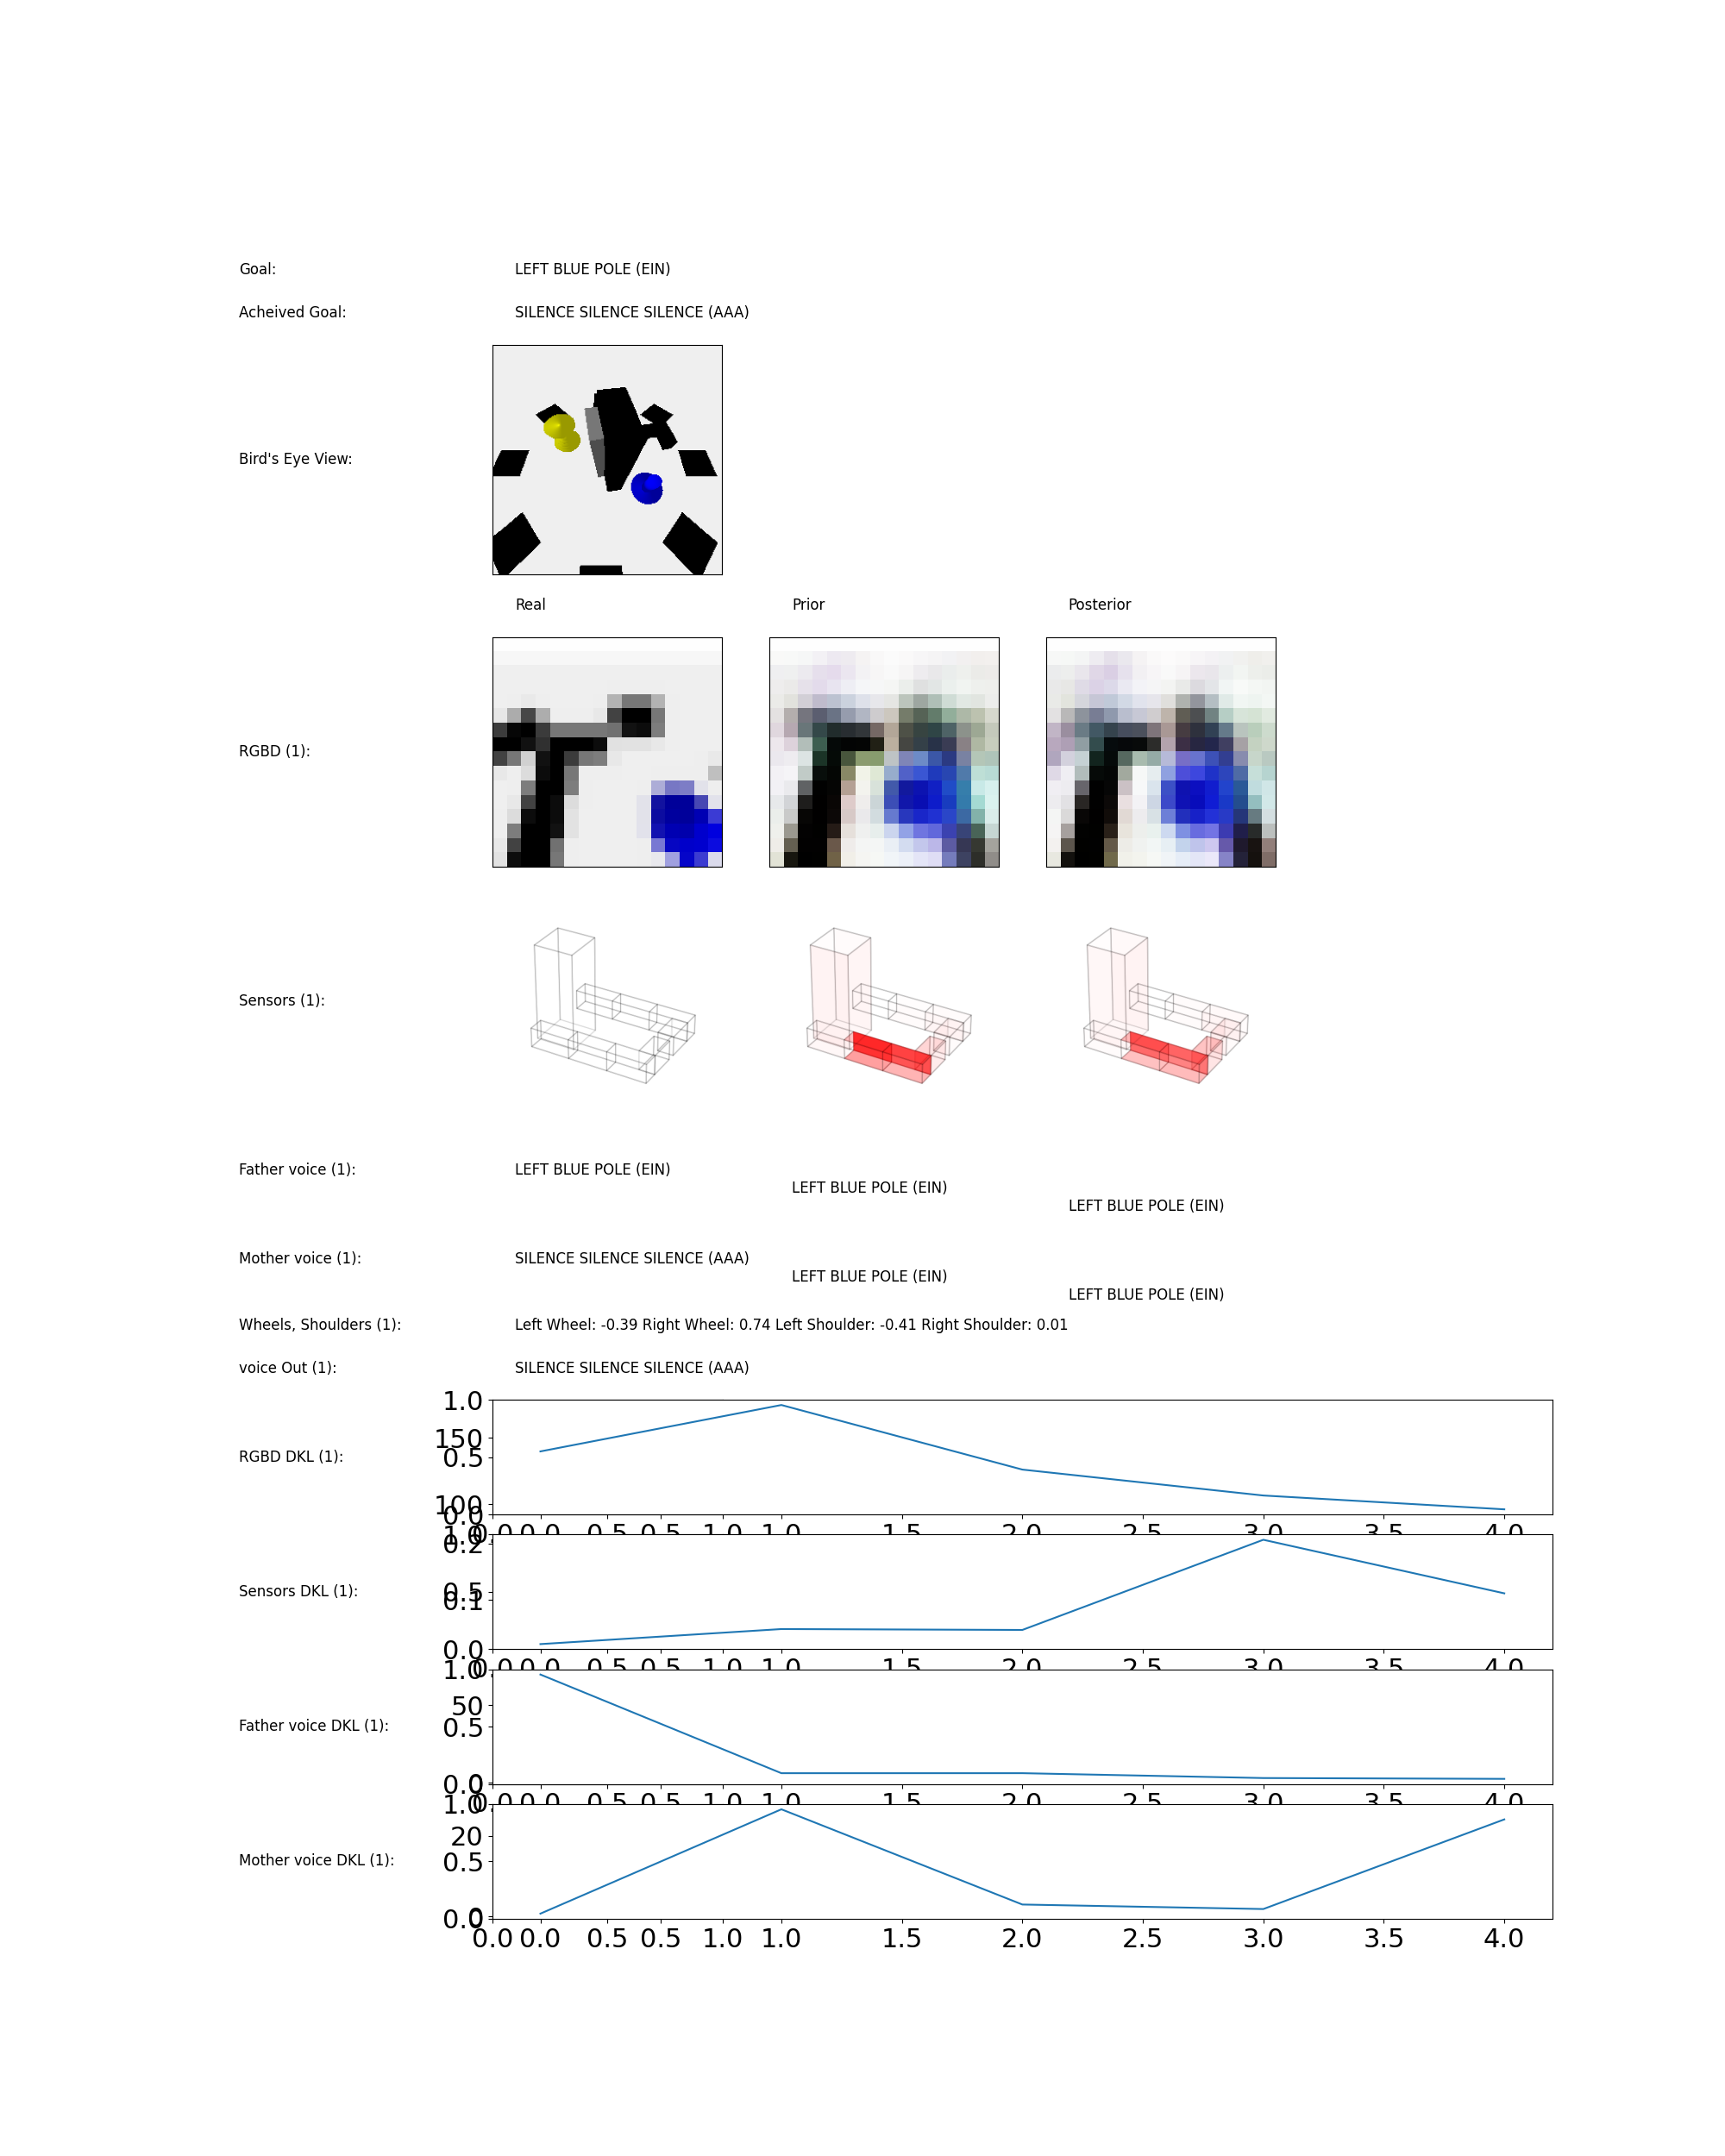 Goal: LEFT BLUE POLE (EIN)
Acheived Goal: SILENCE SILENCE SILENCE (AAA)
Bird's Eye View:
Real Prior Posterior
RGBD (1):
Sensors (1):
Father voice (1): LEFT BLUE POLE (EIN)
LEFT BLUE POLE (EIN)
LEFT BLUE POLE (EIN)
Mother voice (1): SILENCE SILENCE SILENCE (AAA)
LEFT BLUE POLE (EIN)
LEFT BLUE POLE (EIN)
Wheels, Shoulders (1): Left Wheel: -0.39 Right Wheel: 0.74 Left Shoulder: -0.41 Right Shoulder: 0.01
voice Out (1): SILENCE SILENCE SILENCE (AAA)
1.0
150
RGBD DKL (1): 0.5
100
0.0
0.0 0.0 0.5 0.5 1.0 1.0 1.5 2.0 2.5 3.0 3.5 4.0
1.0
0.2
Sensors DKL (1): 0.5
0.1
0.0
0.0 0.0 0.5 0.5 1.0 1.0 1.5 2.0 2.5 3.0 3.5 4.0
1.0
50
Father voice DKL (1): 0.5
0.0 0
0.0 0.0 0.5 0.5 1.0 1.0 1.5 2.0 2.5 3.0 3.5 4.0
1.0
20
Mother voice DKL (1): 0.5
0.0 0
0.0 0.0 0.5 0.5 1.0 1.0 1.5 2.0 2.5 3.0 3.5 4.0